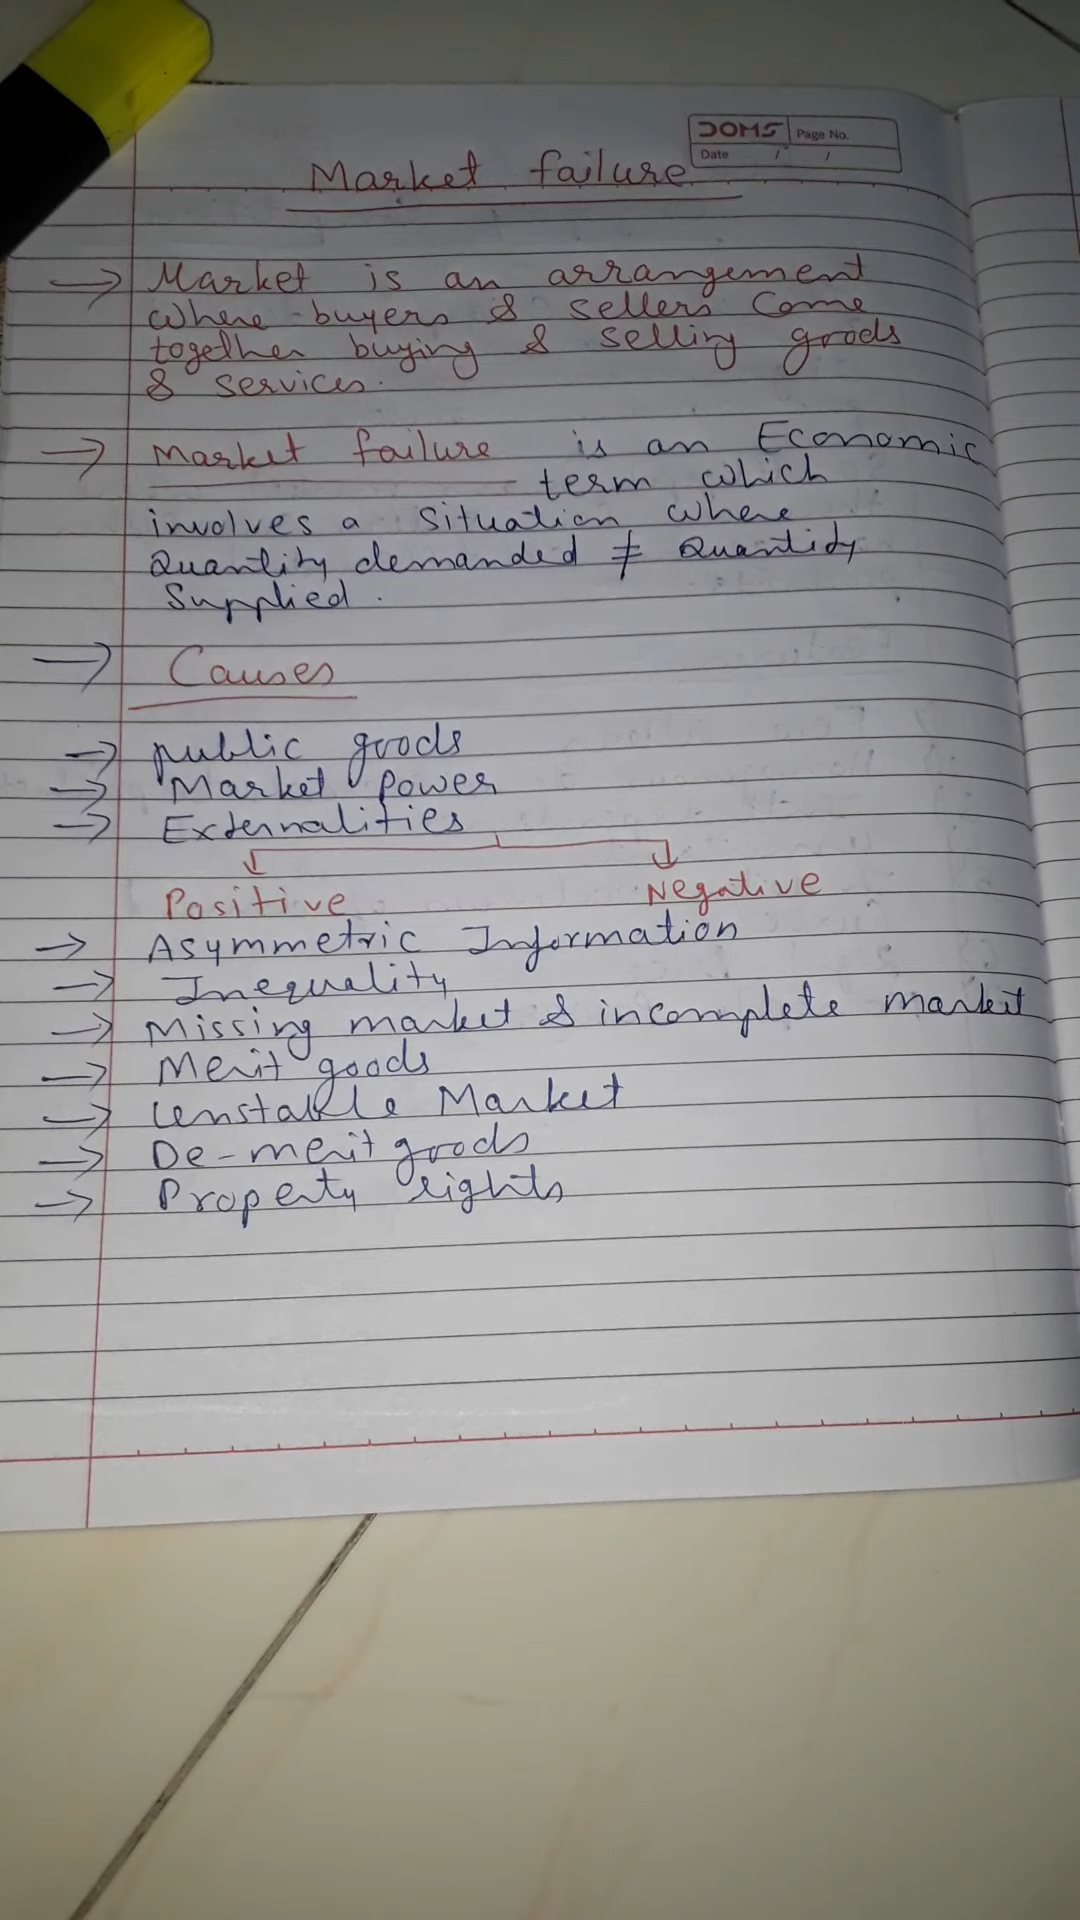 DOMS Page No.
Date / /
Market failure
→ Market is an arrangement
where buyers & sellers come
together buying & selling goods
& services.
→ Market failure is an Economic
term which
involves a situation where
Quantity demanded ≠ Quantity
Supplied.
→ Causes
→ public goods
→ Market power
→ Externalities
Positive Negative
→ Asymmetric Information
→ Inequality
→ Missing market & incomplete market
→ Merit goods
→ Unstable Market
→ De-merit goods
→ Property rights